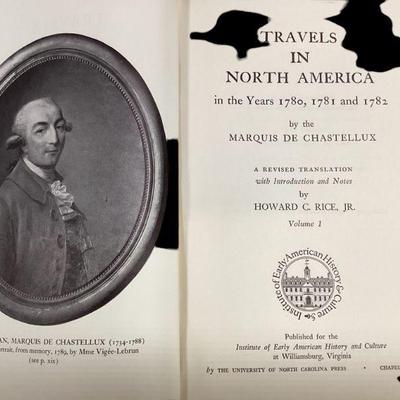 AN, MARQUIS DE CHASTELLUX (1734-1788)
rtrait, from memory, 1789, by Mme Vigée-Lebrun
(see p. xix)
TRAVELS
IN
NORTH AMERICA
in the Years 1780, 1781 and 1782
by the
MARQUIS DE CHASTELLUX
A REVISED TRANSLATION
with Introduction and Notes
by
HOWARD C. RICE, JR.
Volume 1
Institute of Early American History & Culture
Published for the
Institute of Early American History and Culture
at Williamsburg, Virginia
by THE UNIVERSITY OF NORTH CAROLINA PRESS · CHAPEL